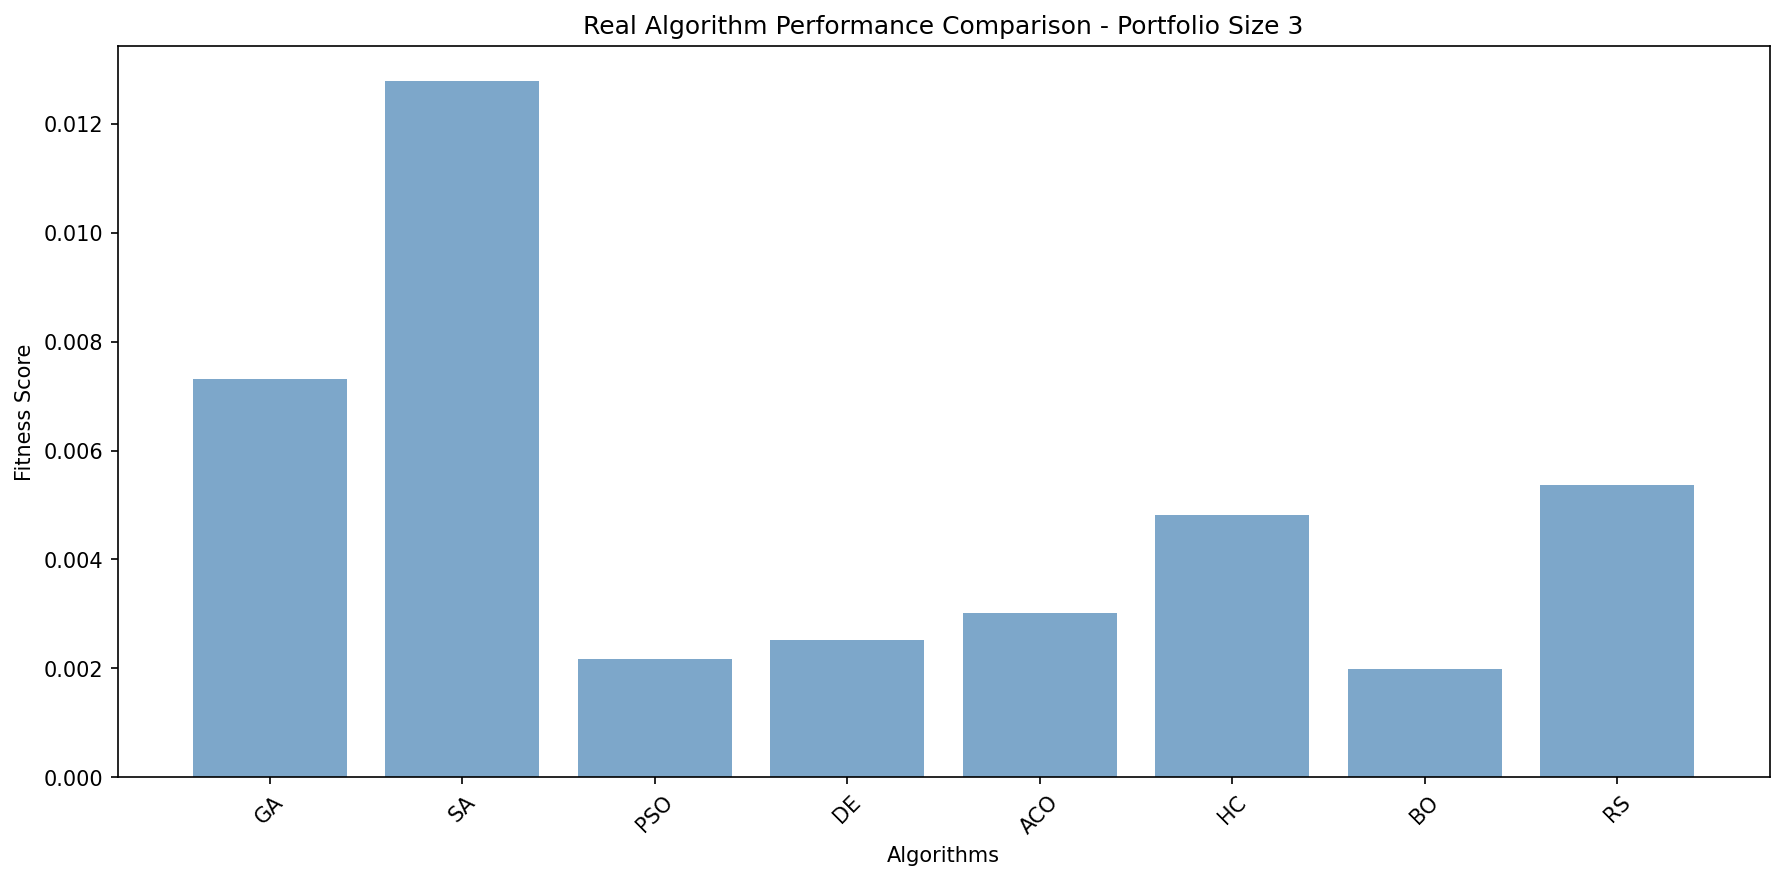 Real Algorithm Performance Comparison - Portfolio Size 3
Fitness Score
0.012
0.010
0.008
0.006
0.004
0.002
0.000
GA
SA
PSO
DE
ACO
HC
BO
RS
Algorithms